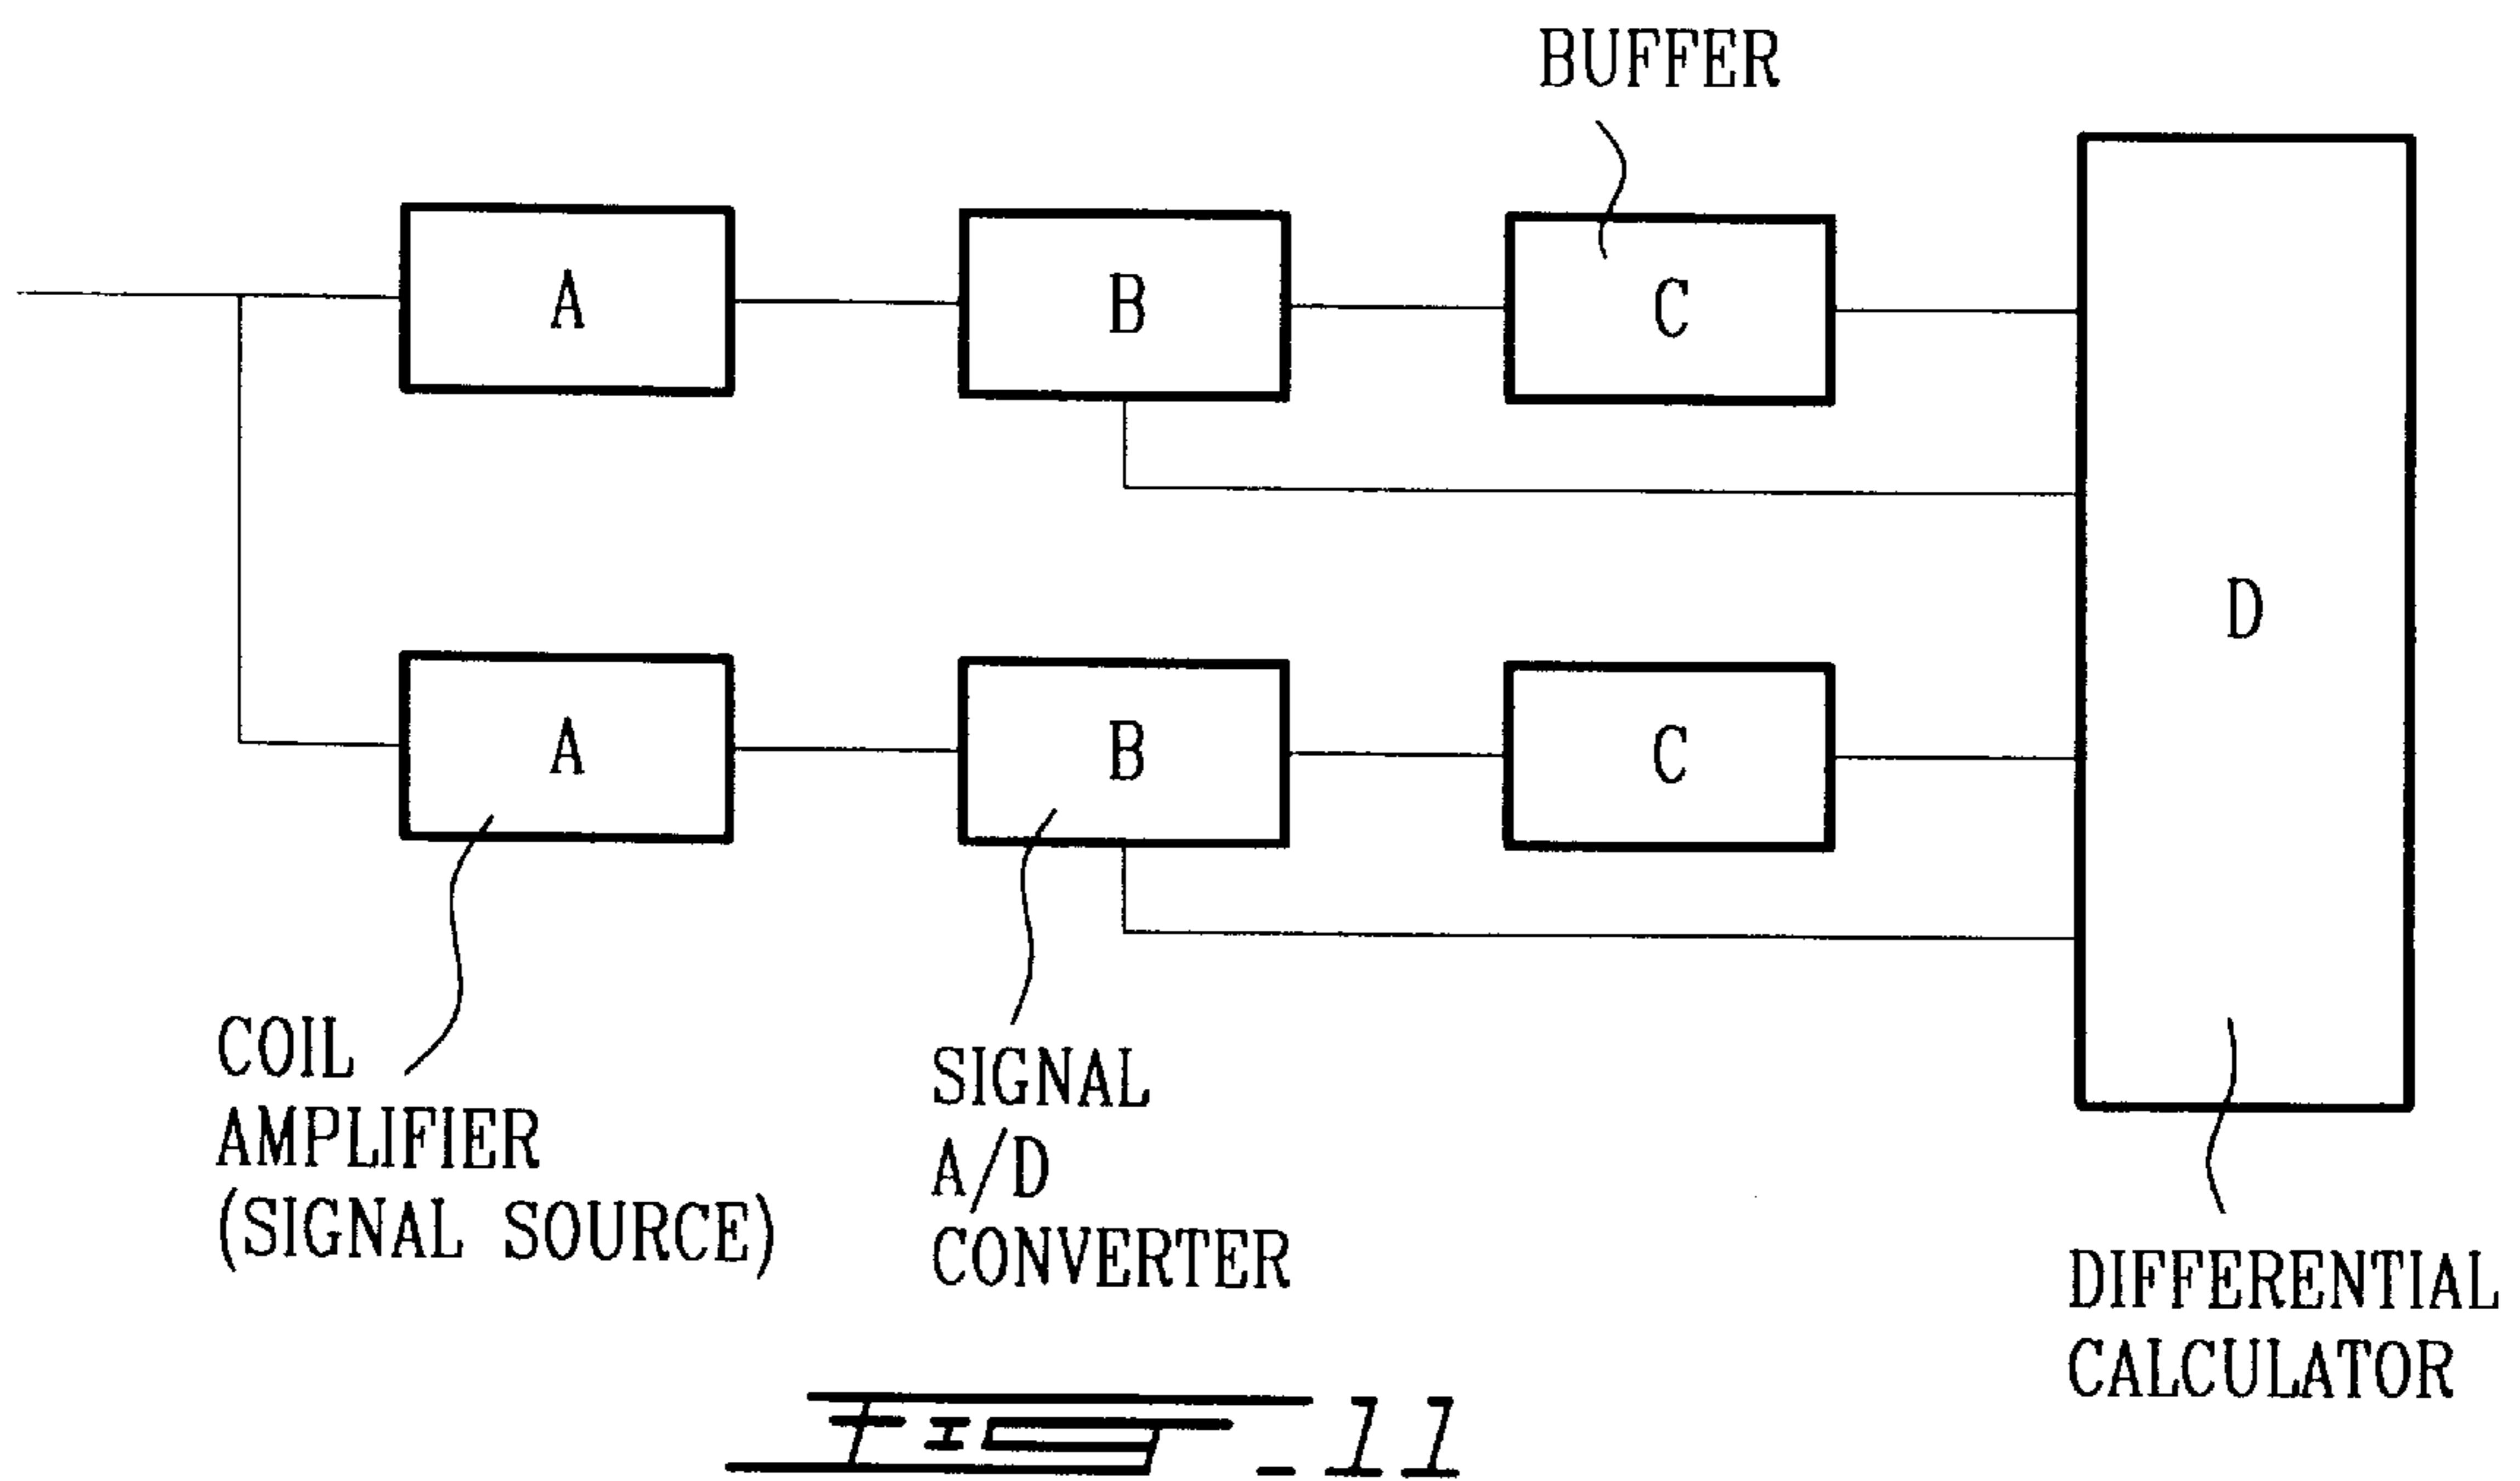 BUFFER
A
B
C
D
A
B
C
COIL
AMPLIFIER
(SIGNAL SOURCE)
SIGNAL
A/D
CONVERTER
DIFFERENTIAL
CALCULATOR
FIG_11